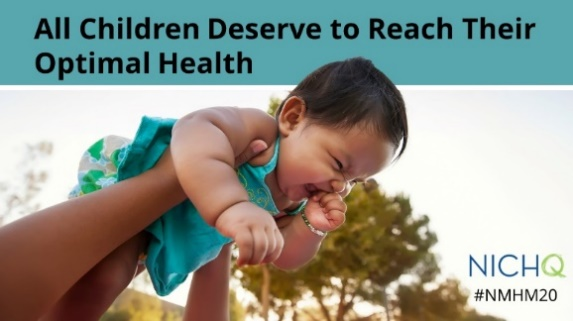 All Children Deserve to Reach Their
Optimal Health
NICHQ
#NMHM20